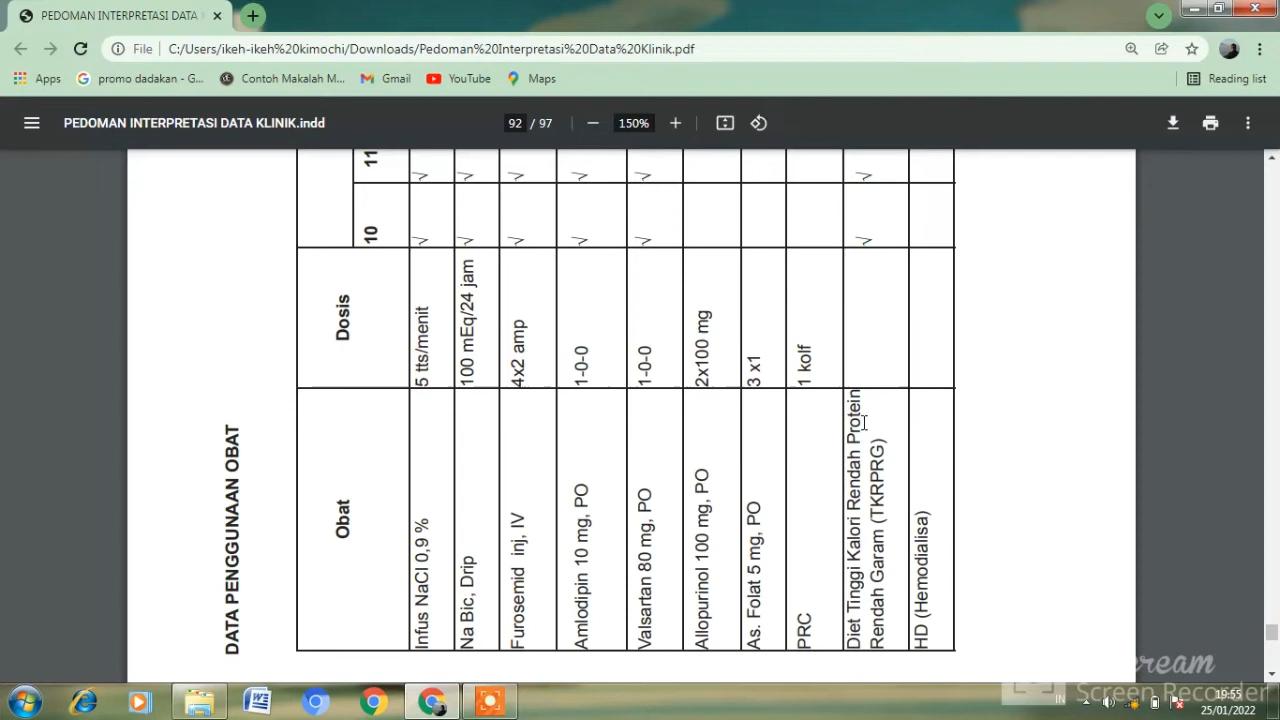 PEDOMAN INTERPRETASI DATA
File
C:/Users/ikeh-ikeh%20kimochi/Downloads/Pedoman%20Interpretasi%20Data%20Klinik.pdf
Apps
promo dadakan - G...
Contoh Makalah M...
Gmail
YouTube
Maps
Reading list
PEDOMAN INTERPRETASI DATA KLINIK.indd
92 / 97
150%
DATA PENGGUNAAN OBAT
Obat Dosis 10 11
Infus NaCl 0,9 % 5 tts/menit √ √
Na Bic, Drip 100 mEq/24 jam √ √
Furosemid inj, IV 4x2 amp √ √
Amlodipin 10 mg, PO 1-0-0 √ √
Valsartan 80 mg, PO 1-0-0 √ √
Allopurinol 100 mg, PO 2x100 mg
As. Folat 5 mg, PO 3 x1
PRC 1 kolf
Diet Tinggi Kalori Rendah Protein √ √
Rendah Garam (TKRPRG)
HD (Hemodialisa)
Screen Recorder
IN
19:55
25/01/2022